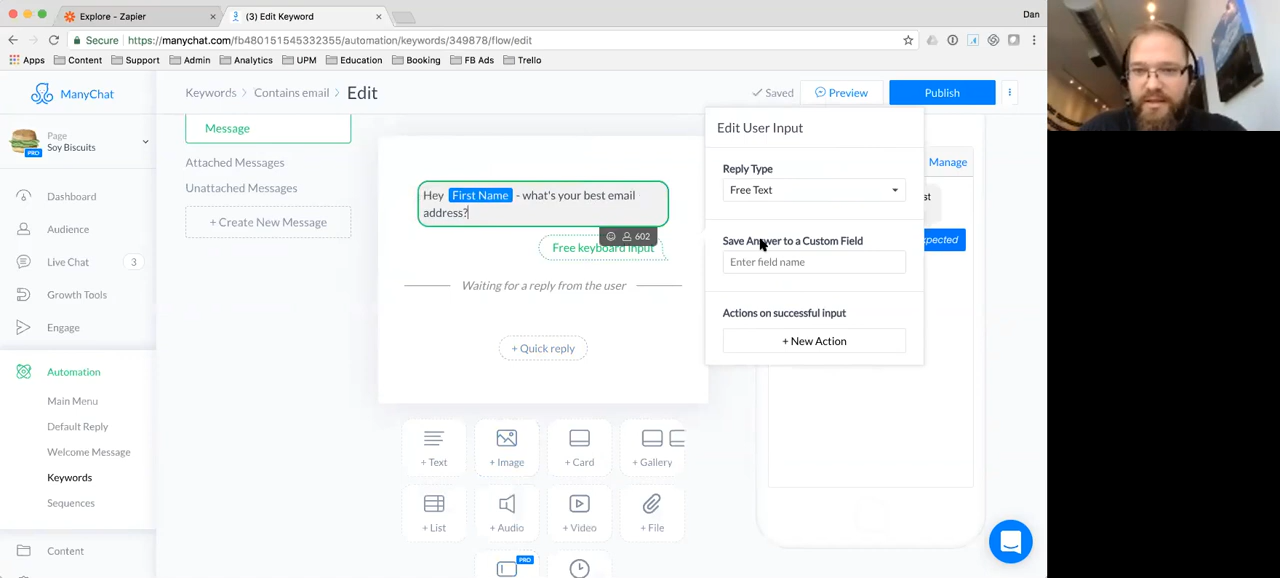 Explore - Zapier
(3) Edit Keyword
Dan
Secure
https://manychat.com/fb480151545332355/automation/keywords/349878/flow/edit
Apps
Content
Support
Admin
Analytics
UPM
Education
Booking
FB Ads
Trello
ManyChat
Keywords
Contains email
Edit
Saved
Preview
Publish
Page
Soy Biscuits
PRO
Dashboard
Audience
Live Chat
3
Growth Tools
Engage
Automation
Main Menu
Default Reply
Welcome Message
Keywords
Sequences
Content
Message
Attached Messages
Unattached Messages
+ Create New Message
Hey First Name - what's your best email
address?
602
Free keyboard input
Waiting for a reply from the user
+ Quick reply
+ Text
+ Image
+ Card
+ Gallery
+ List
+ Audio
+ Video
+ File
PRO
Edit User Input
Reply Type
Free Text
Save Answer to a Custom Field
Enter field name
Actions on successful input
+ New Action
Manage
st
pected